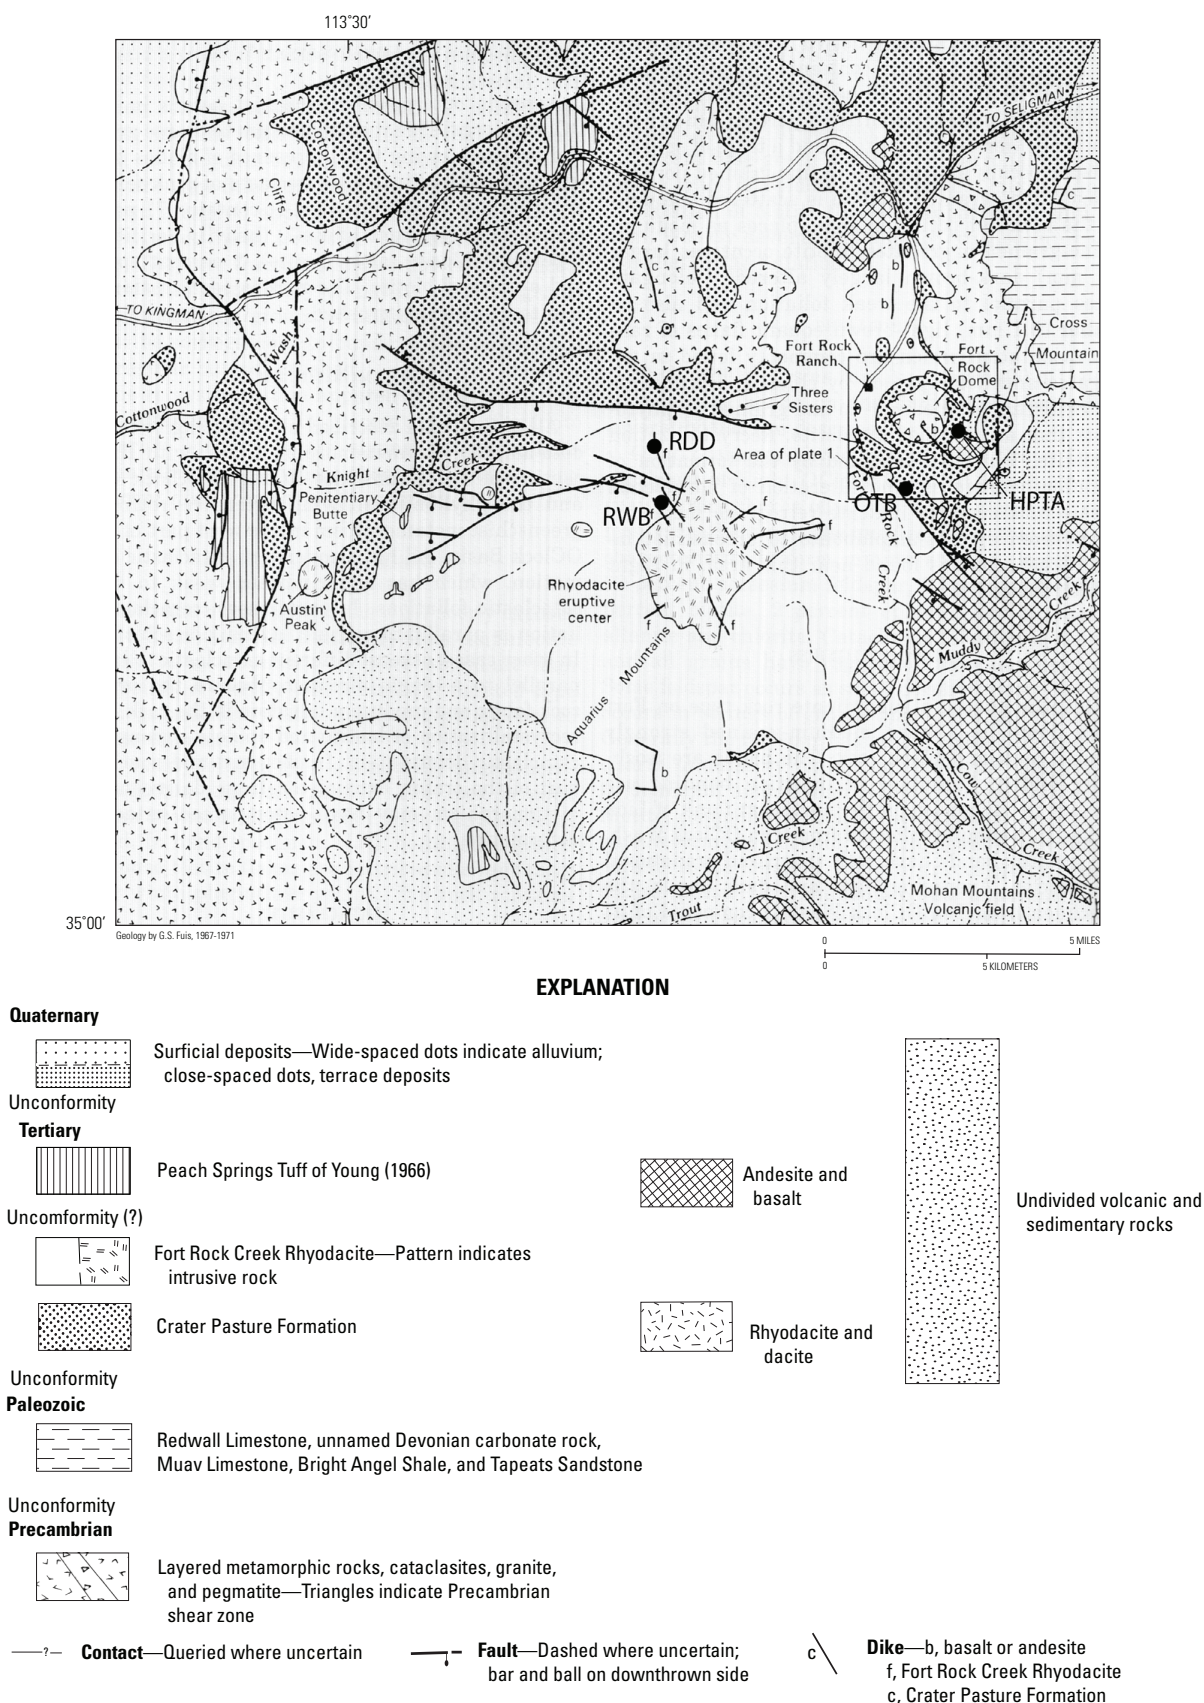 113°30′
TO SELIGMAN
Cottonwood
Cliffs
c
c
b
b
TO KINGMAN
Wash
Cross
Mountain
Fort Rock
Ranch
Fort
Rock
Dome
Three
Sisters
Cottonwood
b
RDD
f
Area of plate 1
Knight
Creek
Penitentiary
Butte
Fort
Rock
Creek
OTB
HPTA
RWB
f
f
f
f
Rhyodacite
eruptive
center
Austin
Peak
f
f
Muddy
Creek
Aquarius
Mountains
?
?
b
Cow
Creek
Trout
Creek
Mohan Mountains
Volcanic field
35°00′
Geology by G.S. Fuis, 1967-1971
0 5 MILES
0 5 KILOMETERS
EXPLANATION
Quaternary
Surficial deposits—Wide-spaced dots indicate alluvium;
close-spaced dots, terrace deposits
Unconformity
Tertiary
Peach Springs Tuff of Young (1966)
Andesite and
basalt
Undivided volcanic and
sedimentary rocks
Uncomformity (?)
Fort Rock Creek Rhyodacite—Pattern indicates
intrusive rock
Crater Pasture Formation
Rhyodacite and
dacite
Unconformity
Paleozoic
Redwall Limestone, unnamed Devonian carbonate rock,
Muav Limestone, Bright Angel Shale, and Tapeats Sandstone
Unconformity
Precambrian
Layered metamorphic rocks, cataclasites, granite,
and pegmatite—Triangles indicate Precambrian
shear zone
? Contact—Queried where uncertain
Fault—Dashed where uncertain;
bar and ball on downthrown side
c Dike—b, basalt or andesite
f, Fort Rock Creek Rhyodacite
c, Crater Pasture Formation